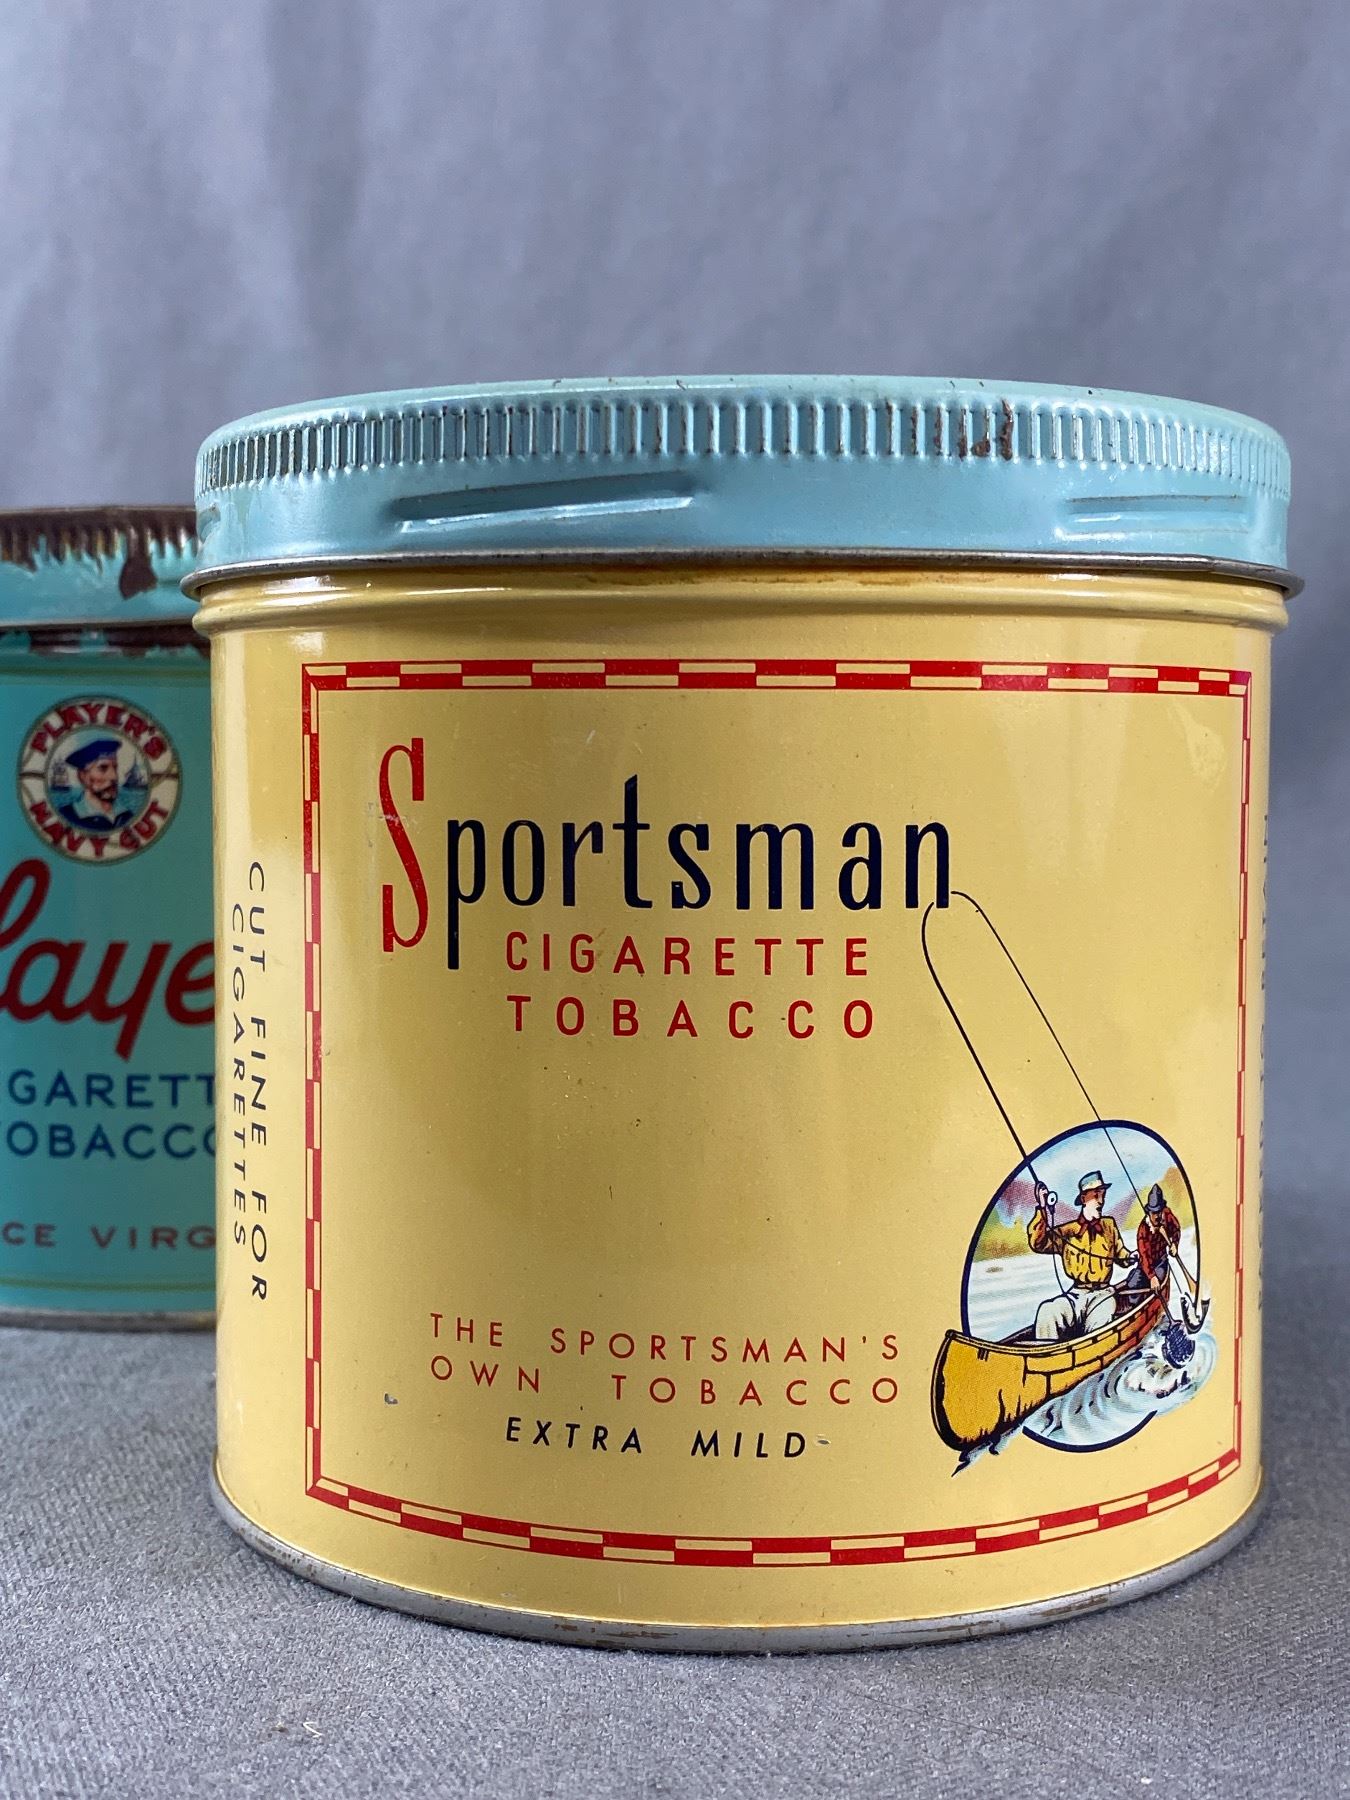 Sportsman
CIGARETTE
TOBACCO
THE SPORTSMAN'S
OWN TOBACCO
EXTRA MILD
CUT FINE FOR
CIGARETTES
PLAYER'S
NAVY CUT
laye
GARETT
OBACCO
CE VIRG